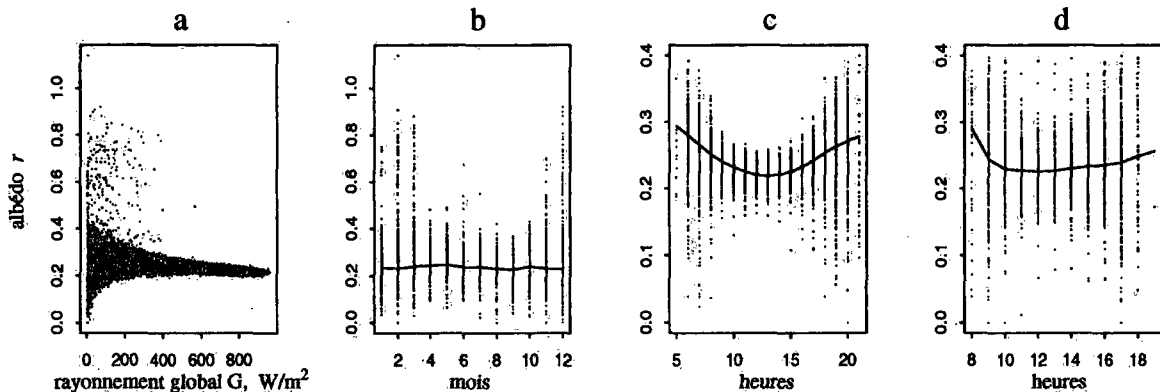 a b c d
albédo r
1.0 0.8 0.6 0.4 0.2 0.0
0 200 400 600 800
rayonnement global G, W/m²
1.0 0.8 0.6 0.4 0.2 0.0
2 4 6 8 10 12
mois
0.4 0.3 0.2 0.1 0.0
5 10 15 20
heures
0.4 0.3 0.2 0.1 0.0
8 10 12 14 16 18
heures